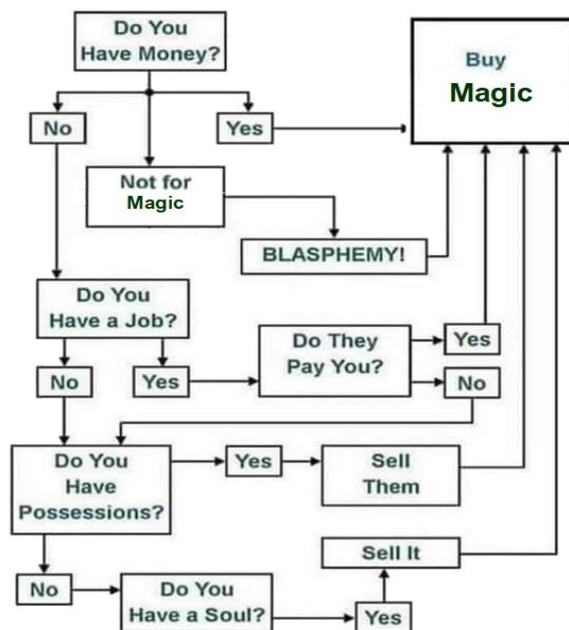 Do You
Have Money?
Buy
Magic
No
Yes
Not for
Magic
BLASPHEMY!
Do You
Have a Job?
Do They
Pay You?
Yes
No
Yes
No
Do You
Have
Possessions?
Yes
Sell
Them
Sell It
No
Do You
Have a Soul?
Yes